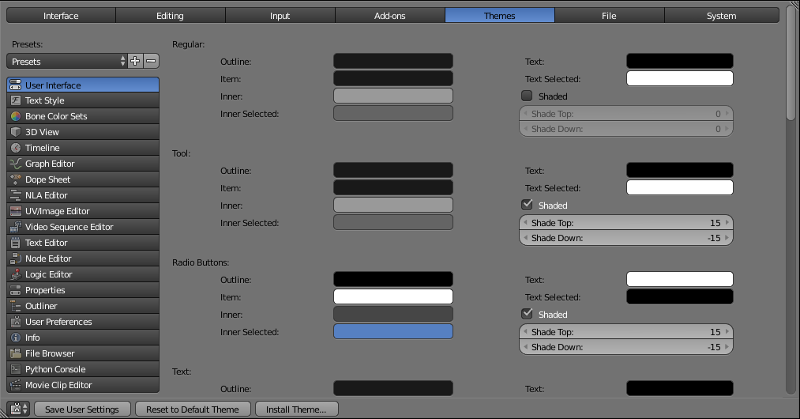 Interface Editing Input Add-ons Themes File System
Presets:
Presets
User Interface
Text Style
Bone Color Sets
3D View
Timeline
Graph Editor
Dope Sheet
NLA Editor
UV/Image Editor
Video Sequence Editor
Text Editor
Node Editor
Logic Editor
Properties
Outliner
User Preferences
Info
File Browser
Python Console
Movie Clip Editor
Regular:
Outline: Text:
Item: Text Selected:
Inner: Shaded
Inner Selected: Shade Top: 0
Shade Down: 0
Tool:
Outline: Text:
Item: Text Selected:
Inner: Shaded
Inner Selected: Shade Top: 15
Shade Down: -15
Radio Buttons:
Outline: Text:
Item: Text Selected:
Inner: Shaded
Inner Selected: Shade Top: 15
Shade Down: -15
Text:
Outline: Text:
Save User Settings Reset to Default Theme Install Theme...